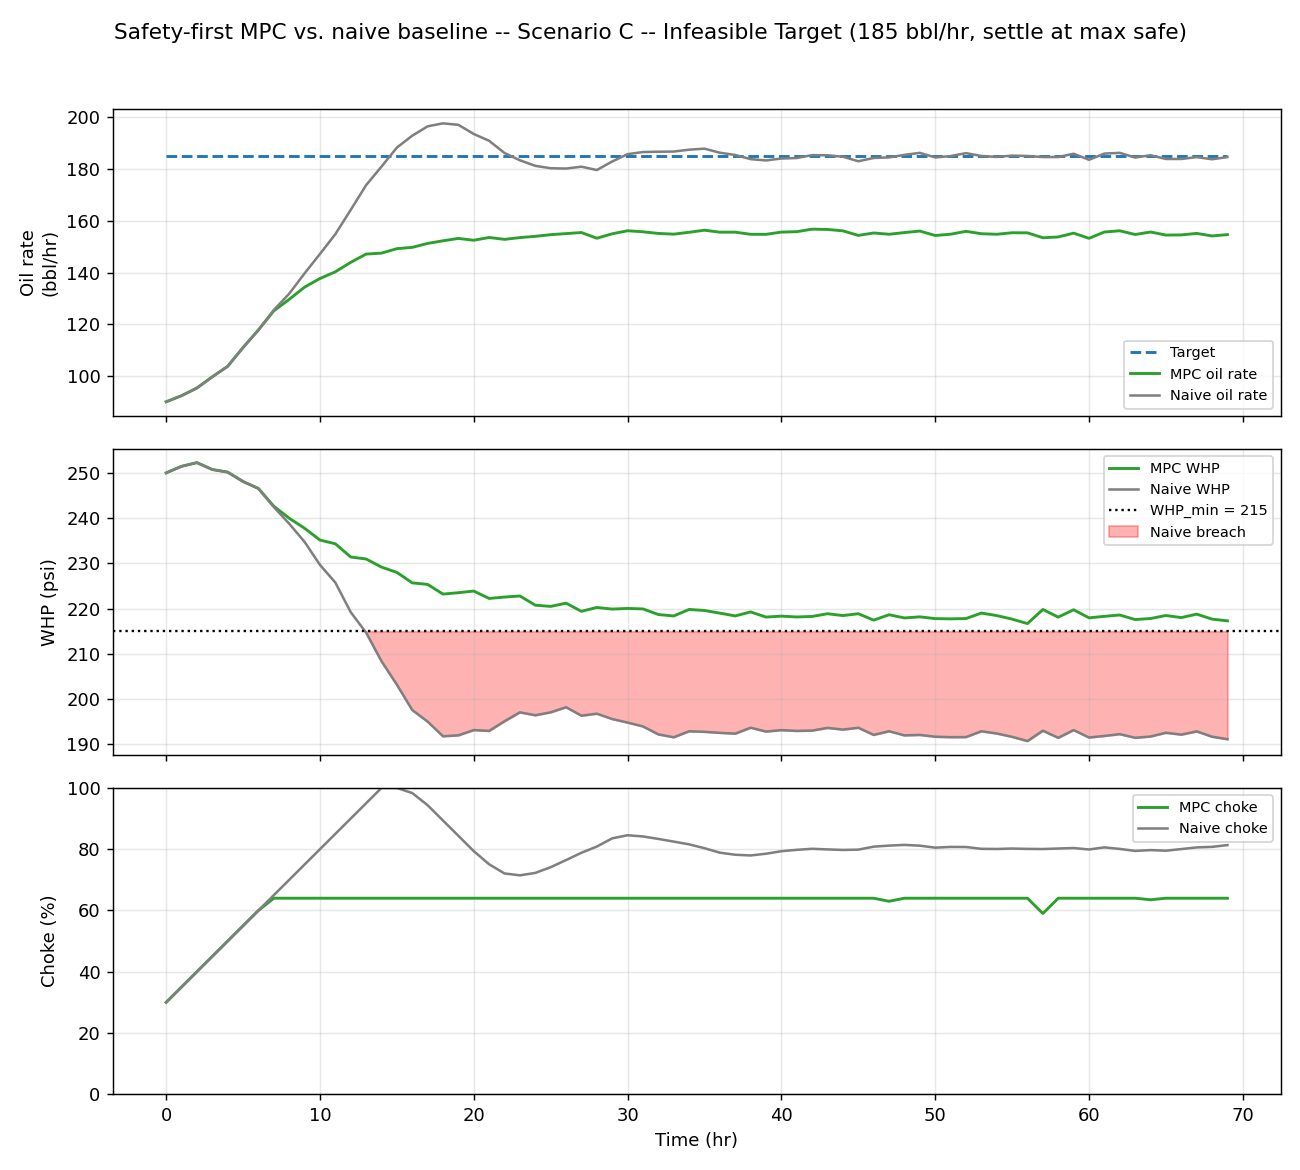 Safety-first MPC vs. naive baseline -- Scenario C -- Infeasible Target (185 bbl/hr, settle at max safe)
200
180
160
140
120
100
Oil rate
(bbl/hr)
Target
MPC oil rate
Naive oil rate
250
240
230
220
210
200
190
WHP (psi)
MPC WHP
Naive WHP
WHP_min = 215
Naive breach
100
80
60
40
20
0
Choke (%)
MPC choke
Naive choke
0 10 20 30 40 50 60 70
Time (hr)